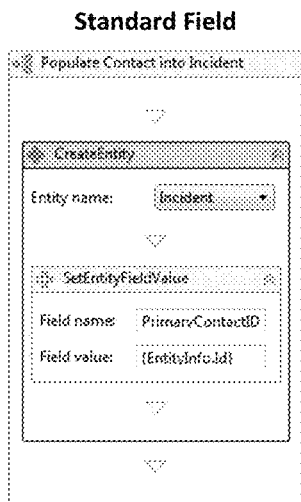 Standard Field
Populate Contact into Incident
CreateEntity
Entity name: Incident
SetEntityFieldValue
Field name: PrimaryContactID
Field value: {EntityInfo.Id}